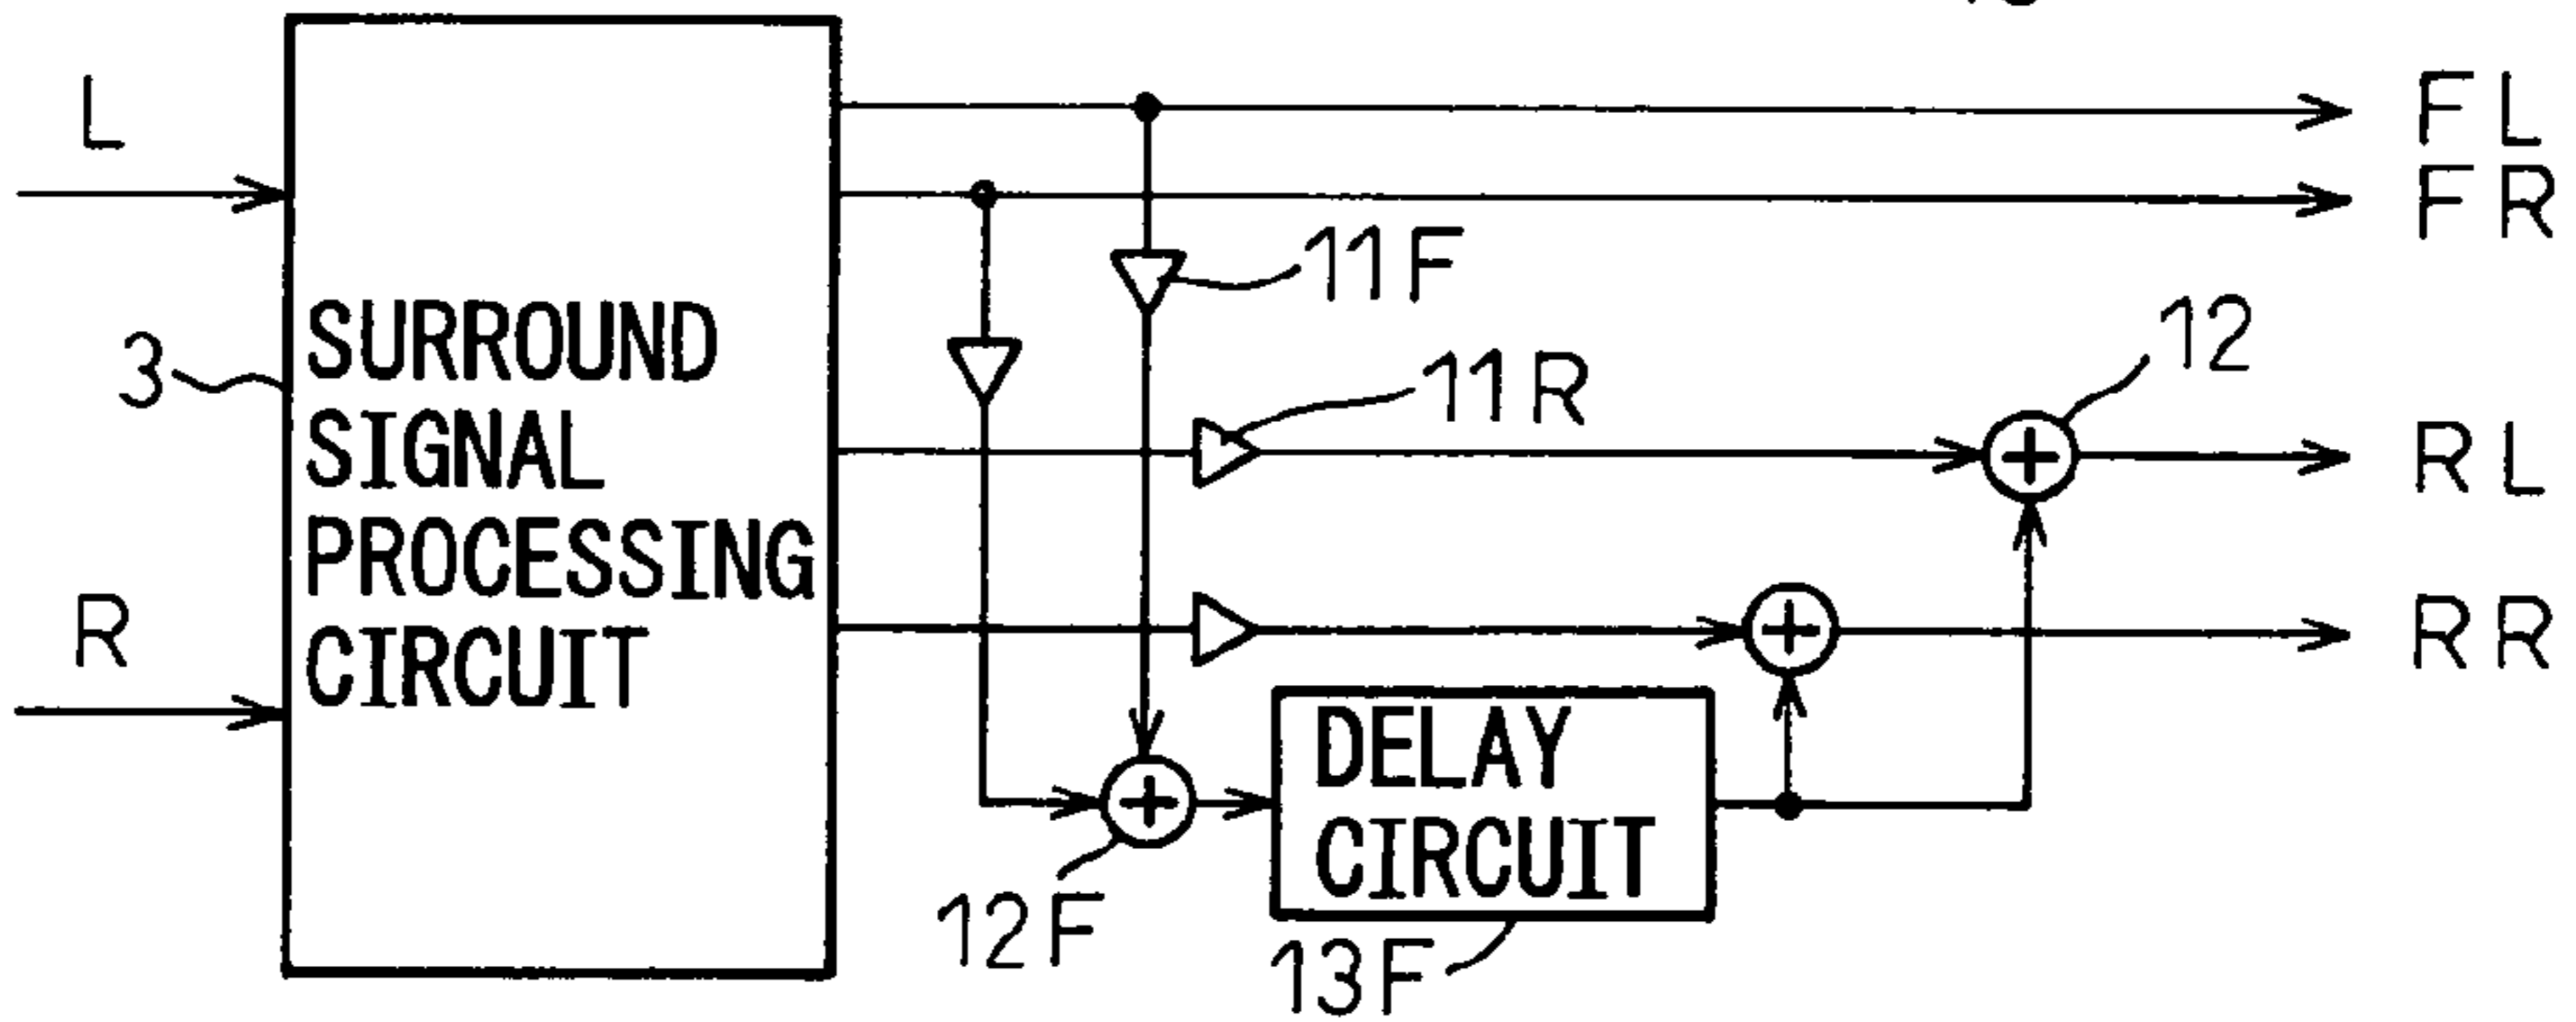 L
R
3
SURROUND
SIGNAL
PROCESSING
CIRCUIT
11F
11R
12
FL
FR
RL
RR
12F
DELAY
CIRCUIT
13F